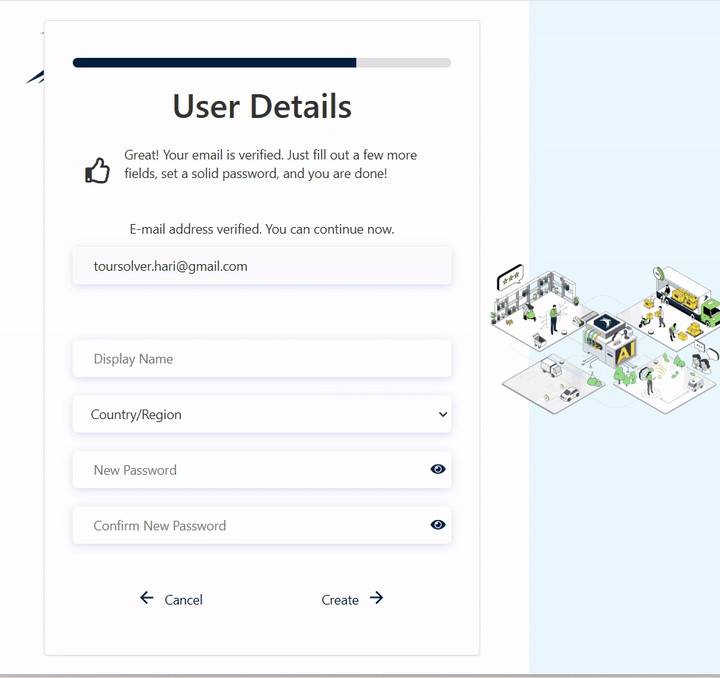 User Details
Great! Your email is verified. Just fill out a few more
fields, set a solid password, and you are done!
E-mail address verified. You can continue now.
toursolver.hari@gmail.com
Display Name
Country/Region
New Password
Confirm New Password
Cancel
Create
AI